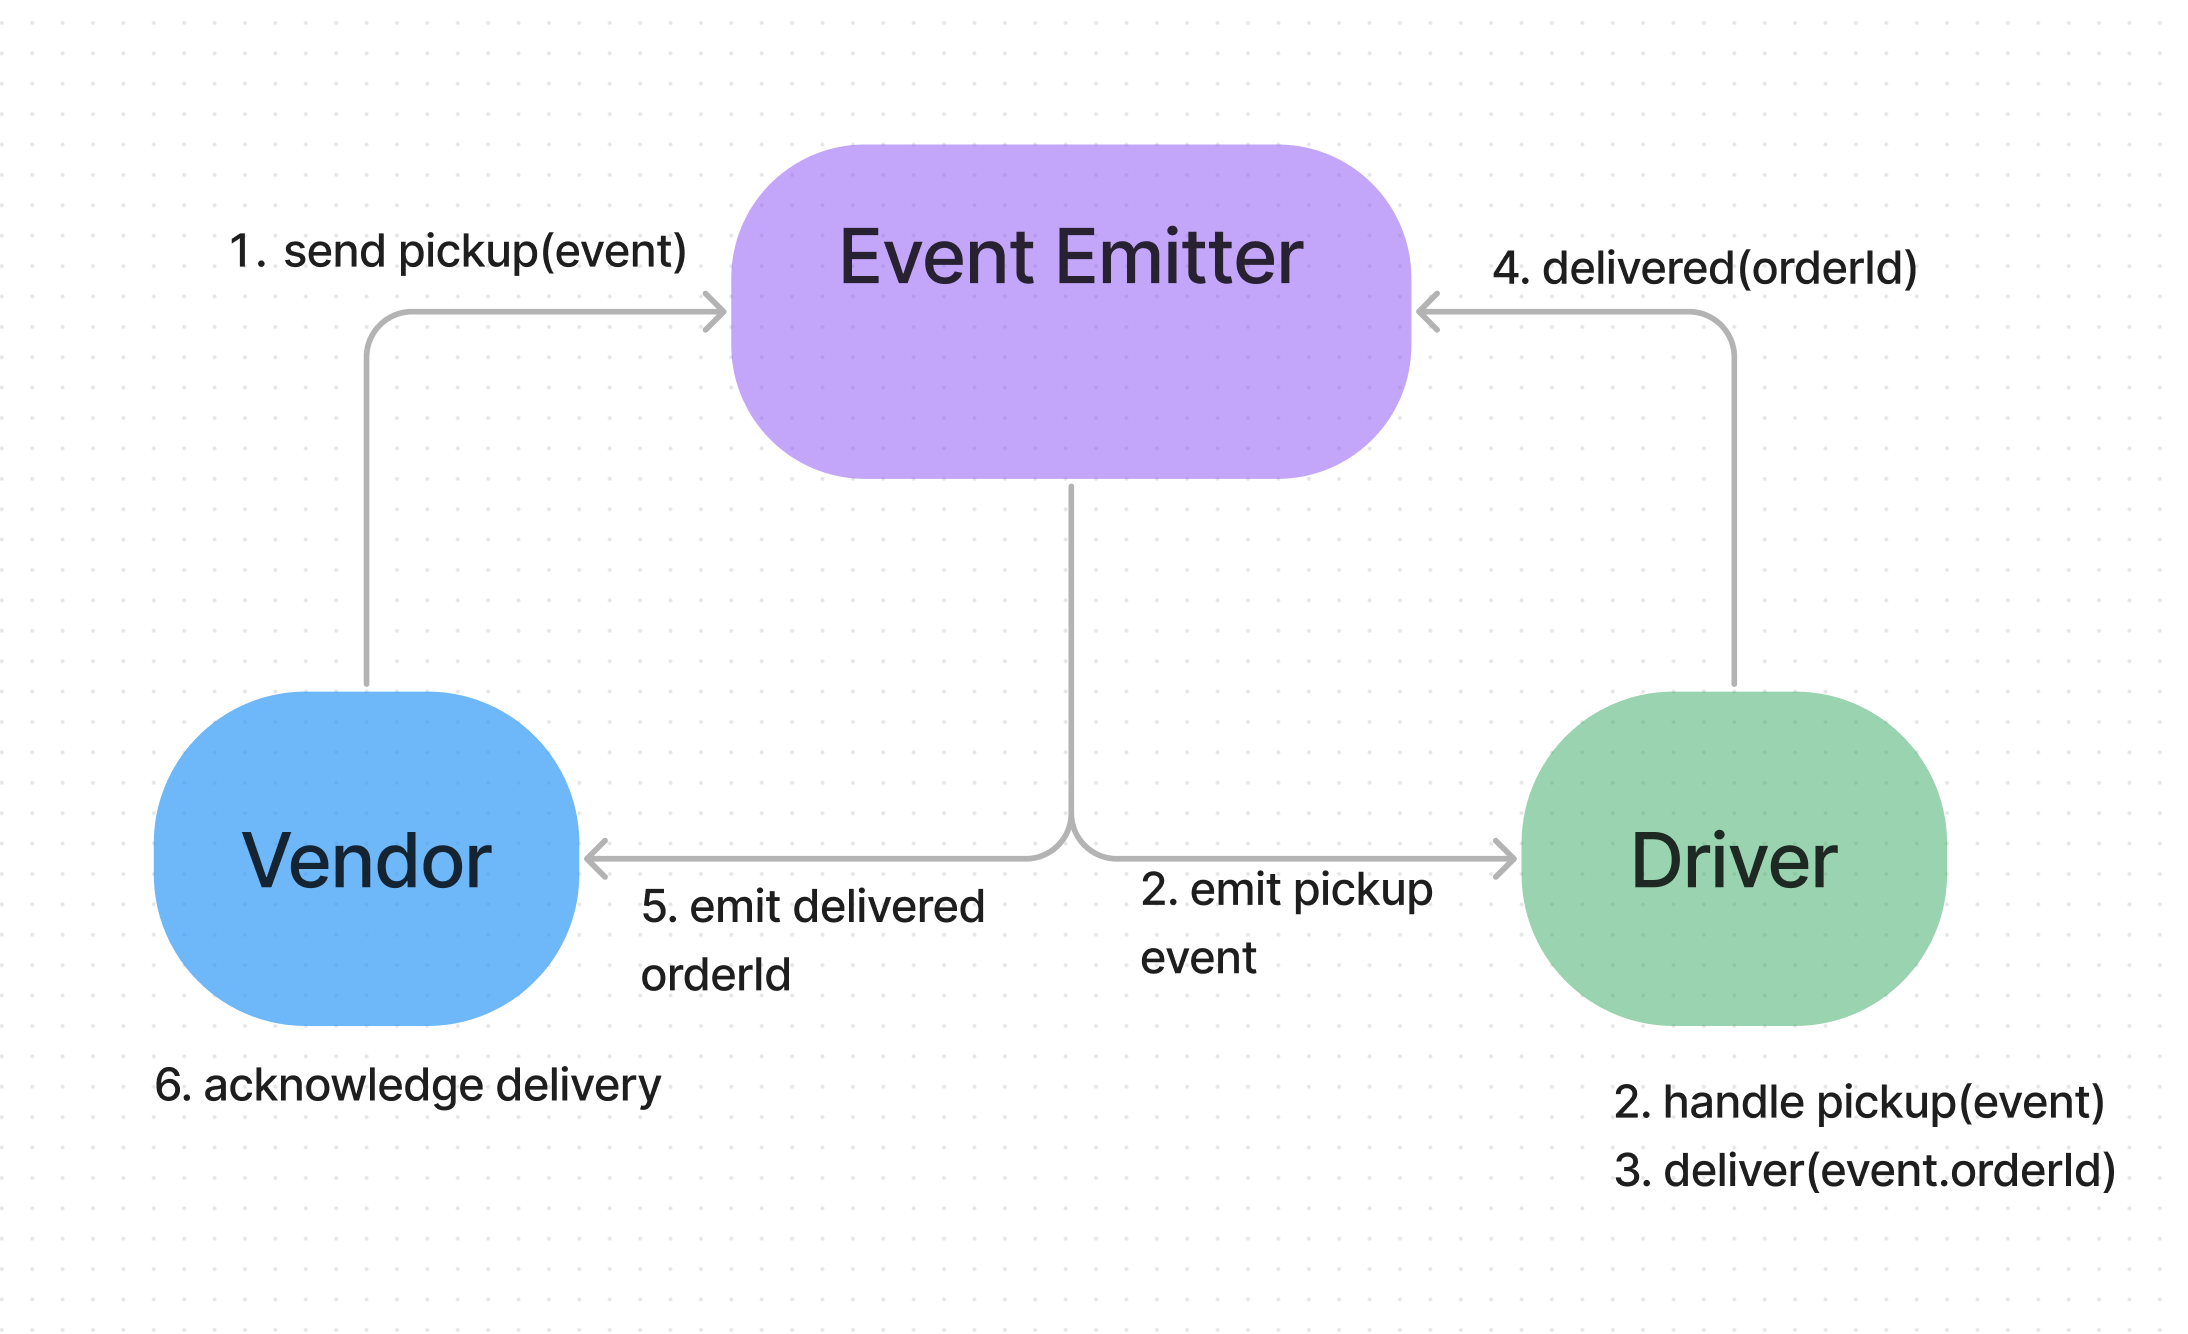 Event Emitter
1. send pickup(event)
4. delivered(orderId)
Vendor
Driver
5. emit delivered
orderId
2. emit pickup
event
6. acknowledge delivery
2. handle pickup(event)
3. deliver(event.orderId)